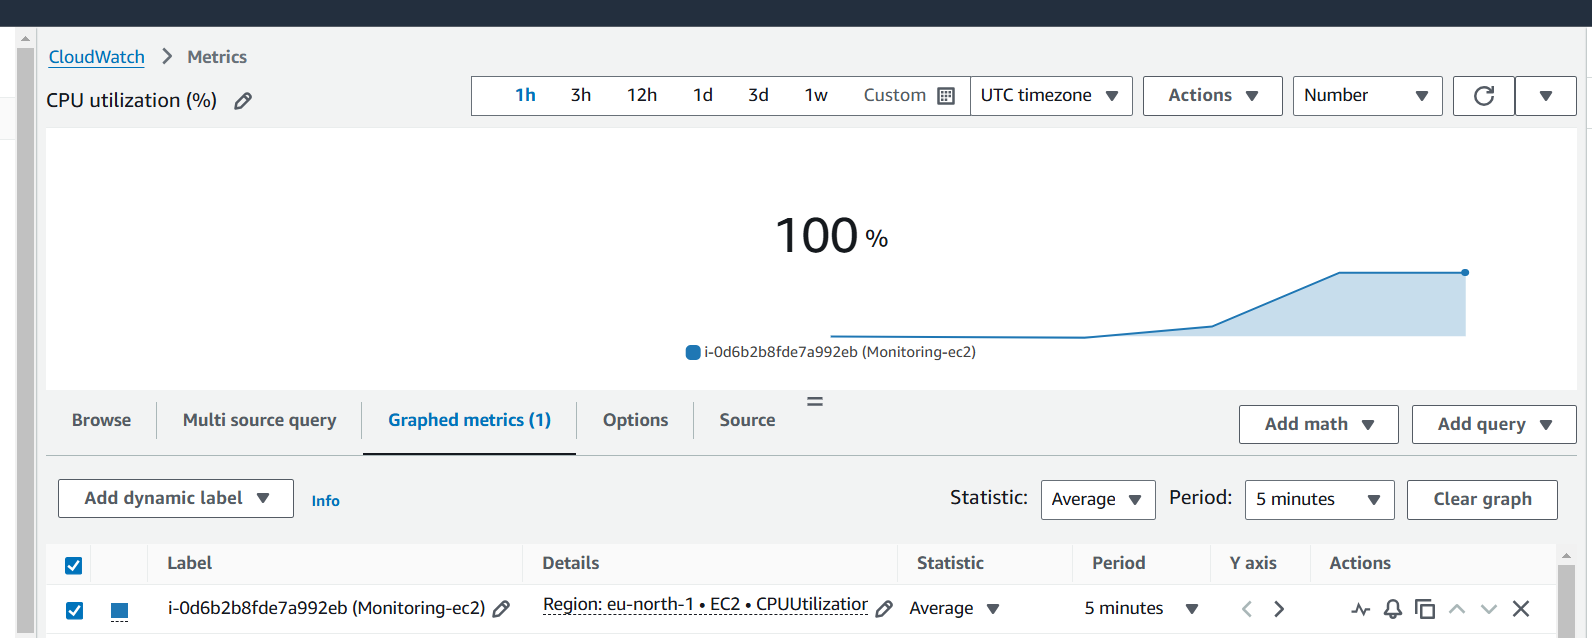 CloudWatch > Metrics
CPU utilization (%)
1h 3h 12h 1d 3d 1w Custom UTC timezone Actions Number
100 %
i-0d6b2b8fde7a992eb (Monitoring-ec2)
Browse Multi source query Graphed metrics (1) Options Source Add math Add query
Add dynamic label Info Statistic: Average Period: 5 minutes Clear graph
Label Details Statistic Period Y axis Actions
i-0d6b2b8fde7a992eb (Monitoring-ec2) Region: eu-north-1 • EC2 • CPUUtilization Average 5 minutes